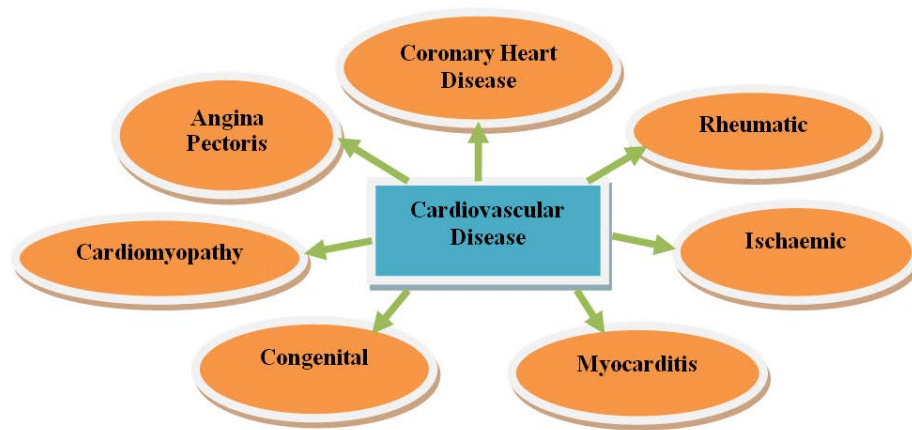 Coronary Heart
Disease
Angina
Pectoris
Rheumatic
Cardiovascular
Disease
Cardiomyopathy
Ischaemic
Congenital
Myocarditis